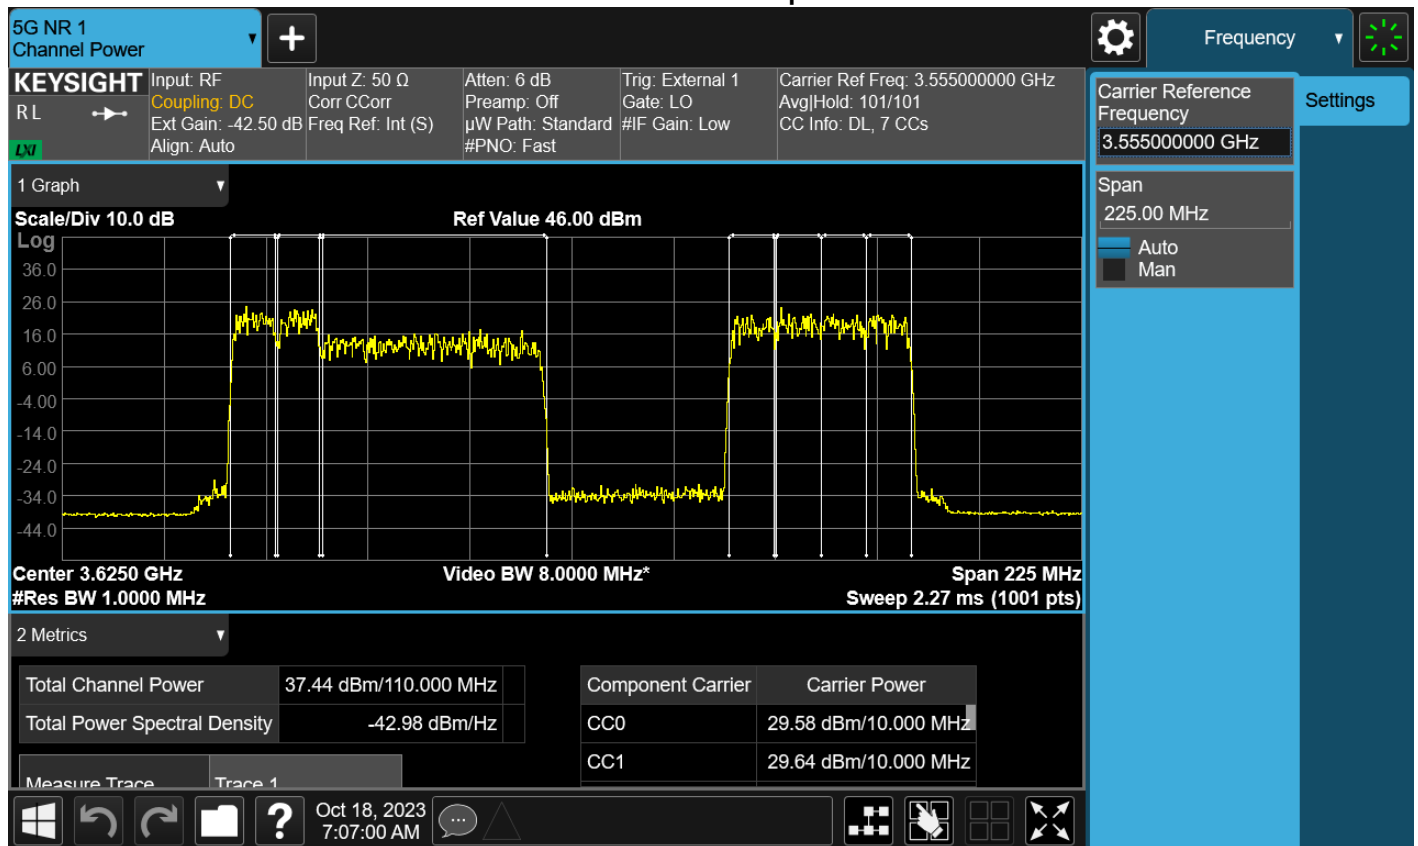 5G NR 1
Channel Power
Frequency
KEYSIGHT
R L
LXI
Input: RF
Coupling: DC
Ext Gain: -42.50 dB
Align: Auto
Input Z: 50 Ω
Corr CCorr
Freq Ref: Int (S)
Atten: 6 dB
Preamp: Off
µW Path: Standard
#PNO: Fast
Trig: External 1
Gate: LO
#IF Gain: Low
Carrier Ref Freq: 3.555000000 GHz
Avg|Hold: 101/101
CC Info: DL, 7 CCs
Carrier Reference
Frequency
3.555000000 GHz
Settings
Span
225.00 MHz
Auto
Man
1 Graph
Scale/Div 10.0 dB
Ref Value 46.00 dBm
Log
36.0
26.0
16.0
6.00
-4.00
-14.0
-24.0
-34.0
-44.0
Center 3.6250 GHz
Video BW 8.0000 MHz*
Span 225 MHz
#Res BW 1.0000 MHz
Sweep 2.27 ms (1001 pts)
2 Metrics
Total Channel Power 37.44 dBm/110.000 MHz
Total Power Spectral Density -42.98 dBm/Hz
Measure Trace Trace 1
Component Carrier Carrier Power
CC0 29.58 dBm/10.000 MHz
CC1 29.64 dBm/10.000 MHz
Oct 18, 2023
7:07:00 AM